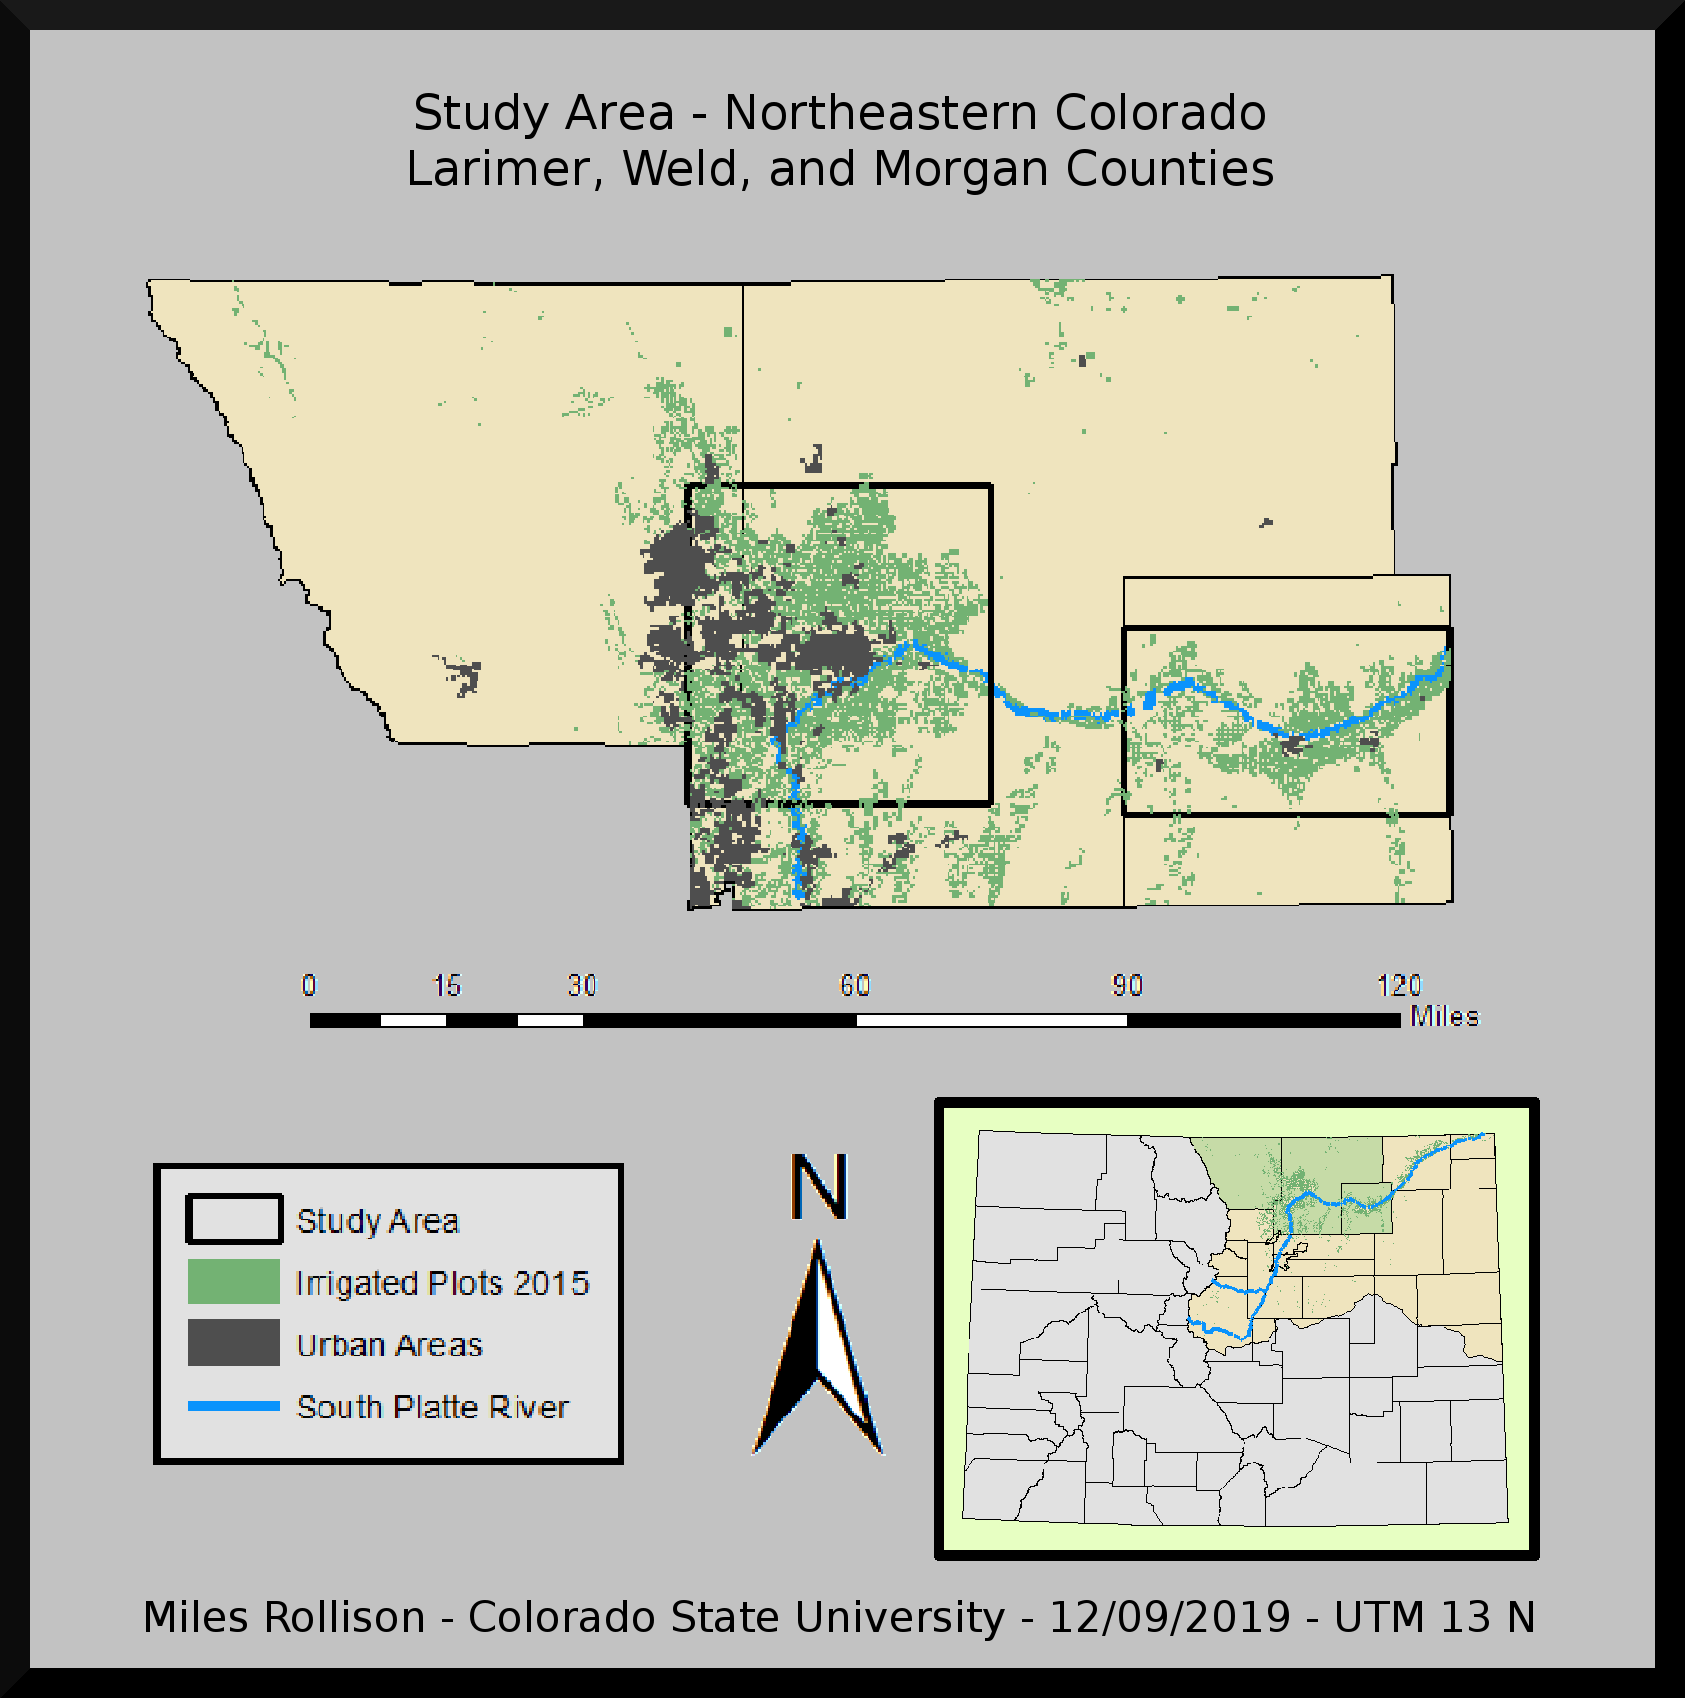 Study Area - Northeastern Colorado
Larimer, Weld, and Morgan Counties
0 15 30 60 90 120
Miles
N
Study Area
Irrigated Plots 2015
Urban Areas
South Platte River
Miles Rollison - Colorado State University - 12/09/2019 - UTM 13 N